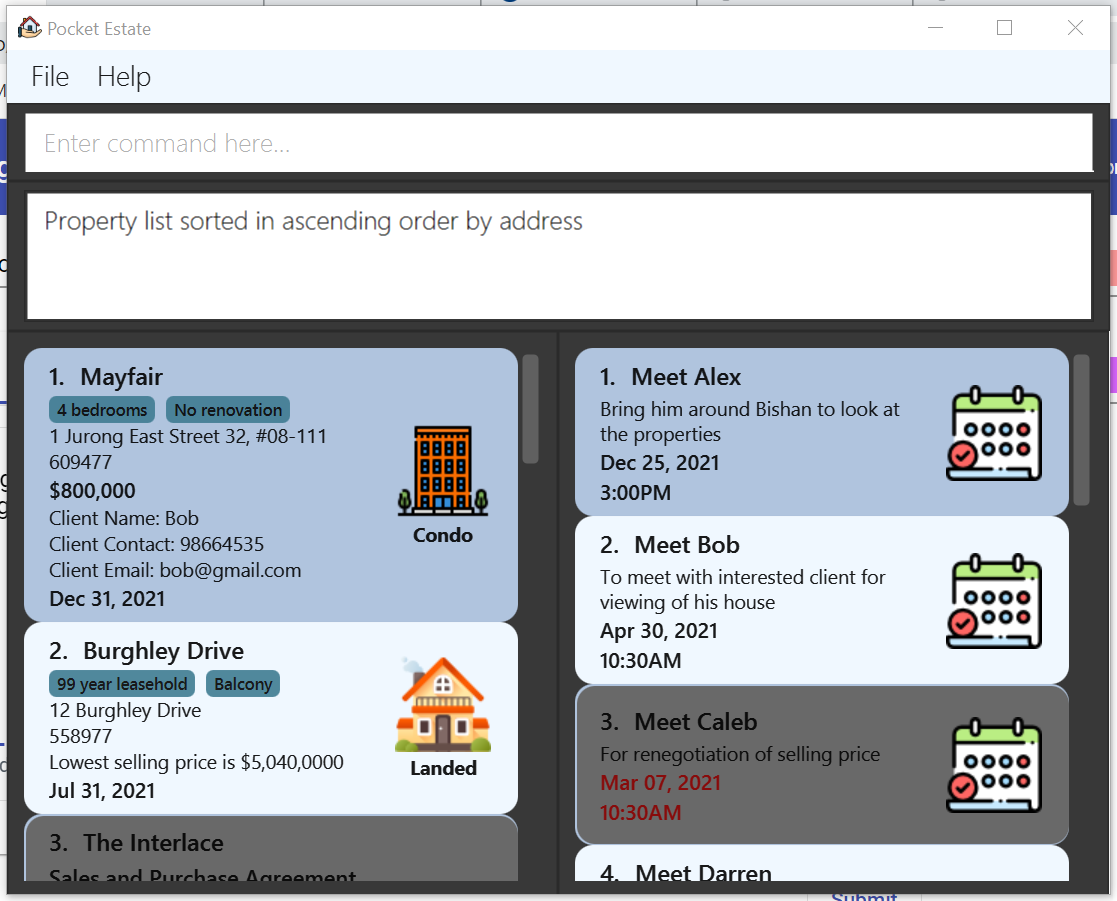 Pocket Estate
File Help
Enter command here...
Property list sorted in ascending order by address
1. Mayfair
4 bedrooms No renovation
1 Jurong East Street 32, #08-111
609477
$800,000
Client Name: Bob
Client Contact: 98664535
Client Email: bob@gmail.com
Dec 31, 2021
Condo
2. Burghley Drive
99 year leasehold Balcony
12 Burghley Drive
558977
Lowest selling price is $5,040,0000
Jul 31, 2021
Landed
3. The Interlace
Sales and Purchase Agreement
1. Meet Alex
Bring him around Bishan to look at
the properties
Dec 25, 2021
3:00PM
2. Meet Bob
To meet with interested client for
viewing of his house
Apr 30, 2021
10:30AM
3. Meet Caleb
For renegotiation of selling price
Mar 07, 2021
10:30AM
4. Meet Darren
Submit